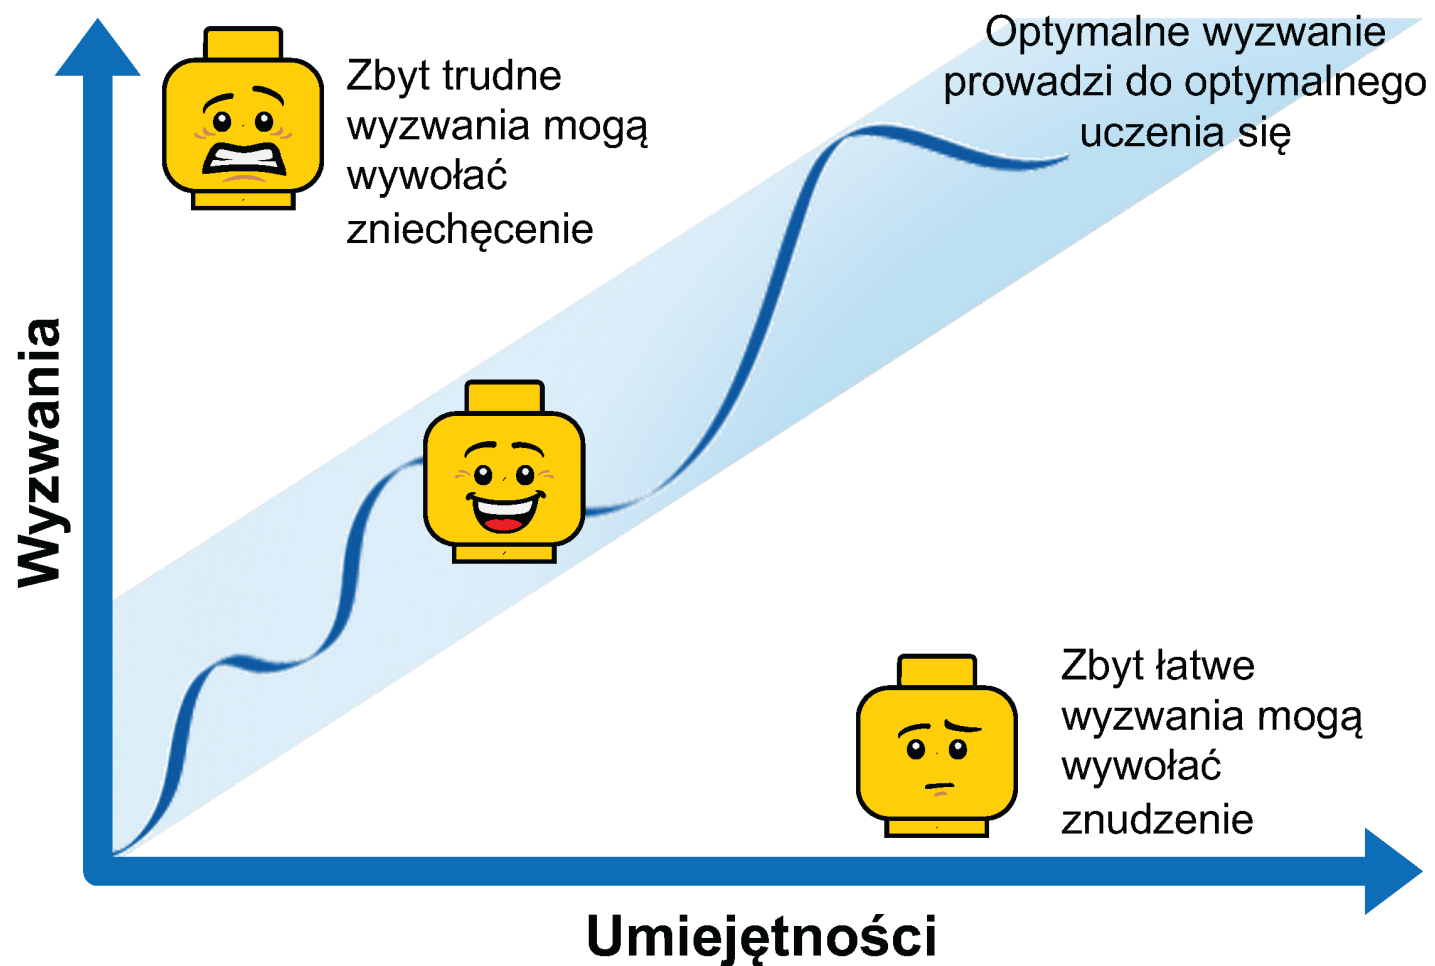 Zbyt trudne
wyzwania mogą
wywołać
zniechęcenie
Optymalne wyzwanie
prowadzi do optymalnego
uczenia się
Wyzwania
Zbyt łatwe
wyzwania mogą
wywołać
znudzenie
Umiejętności